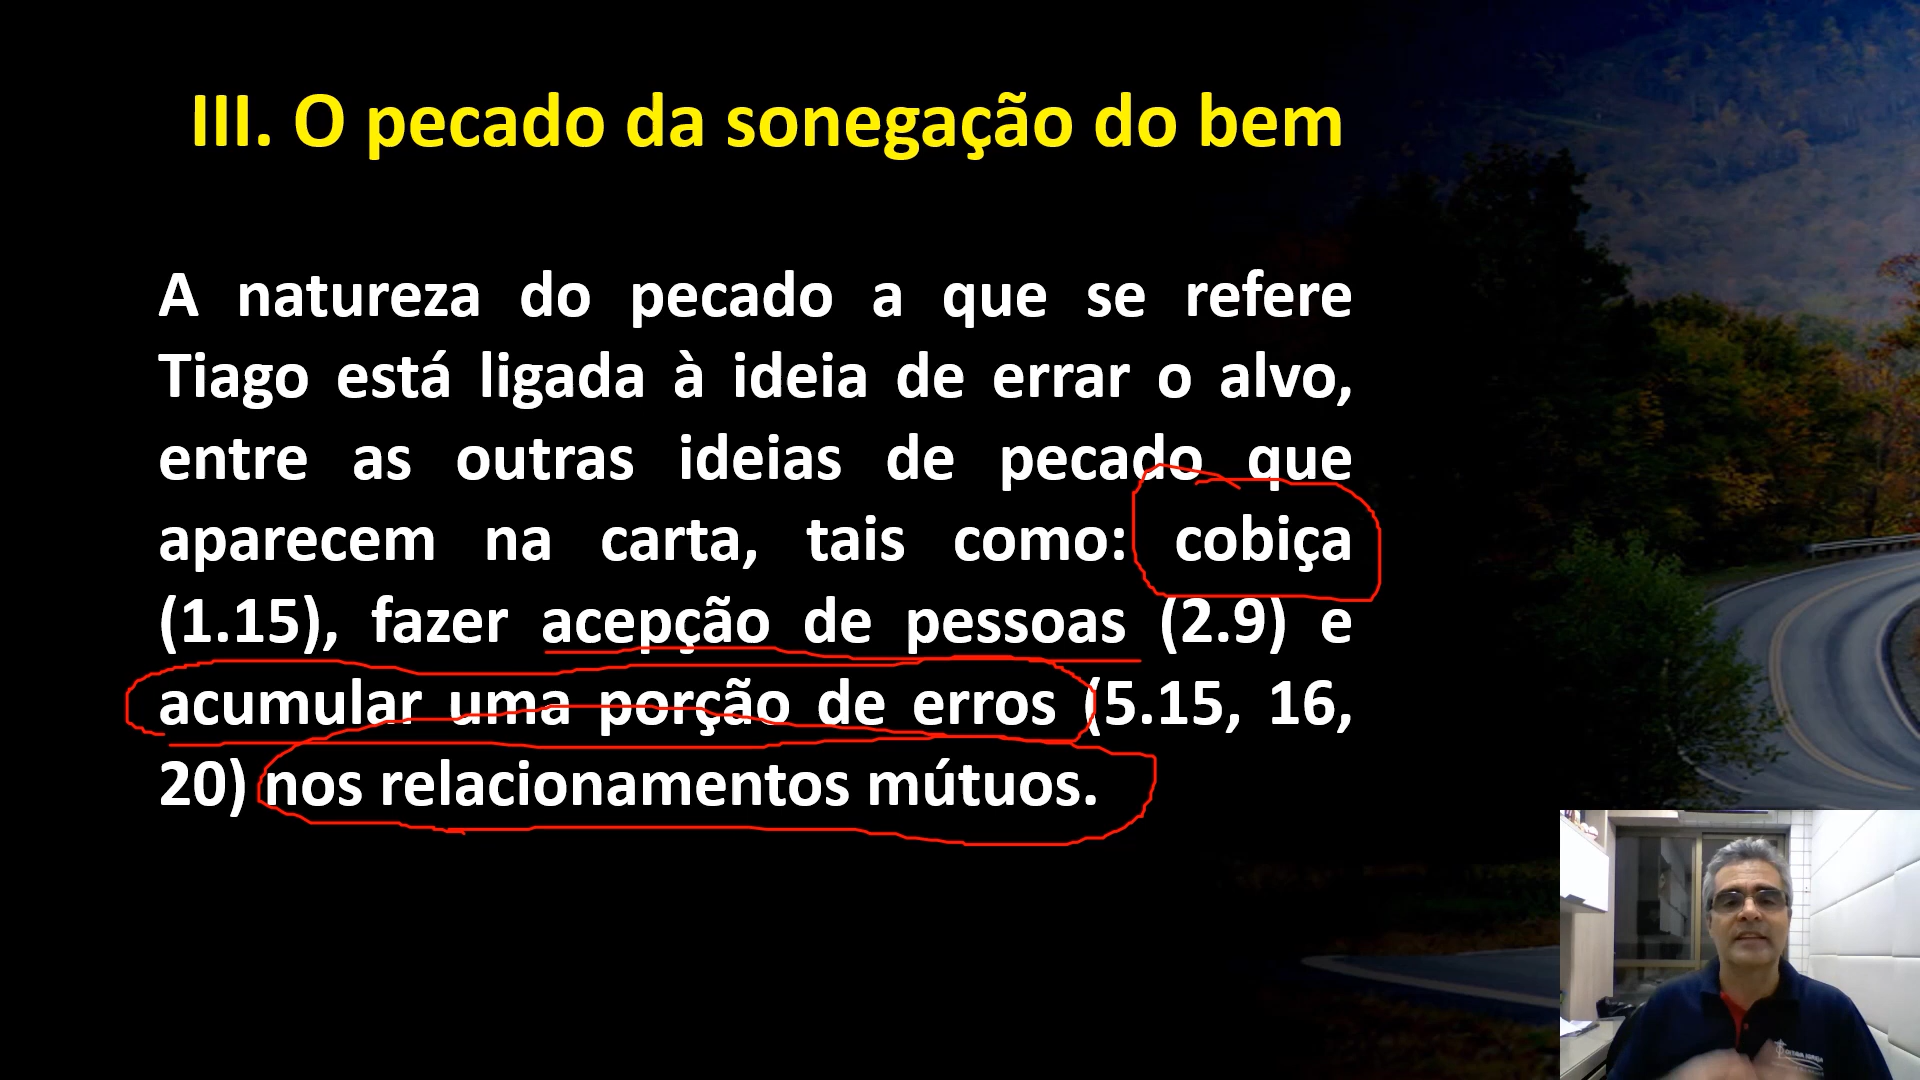 III. O pecado da sonegação do bem
A natureza do pecado a que se refere
Tiago está ligada à ideia de errar o alvo,
entre as outras ideias de pecado que
aparecem na carta, tais como: cobiça
(1.15), fazer acepção de pessoas (2.9) e
acumular uma porção de erros (5.15, 16,
20) nos relacionamentos mútuos.